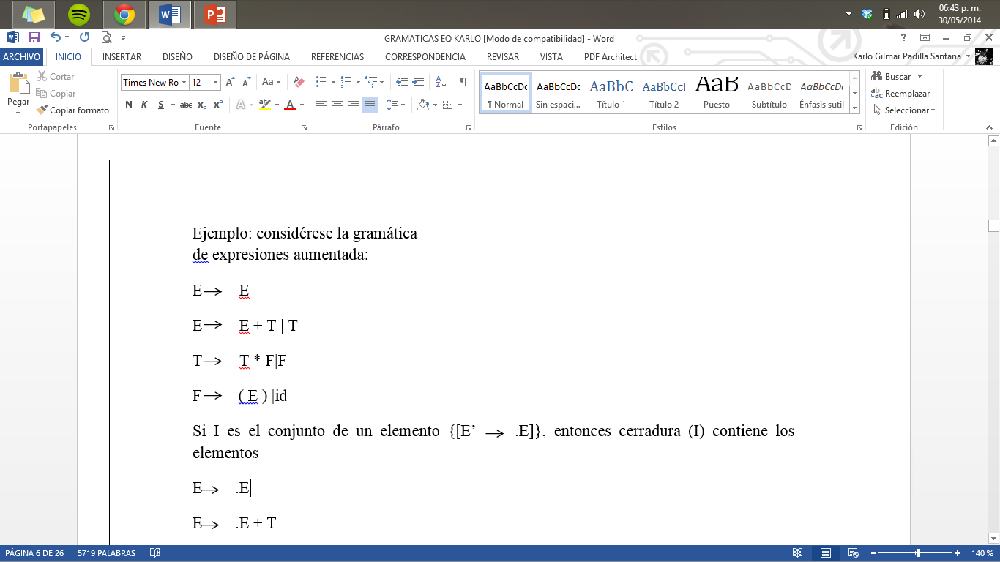 06:43 p. m.
30/05/2014
GRAMATICAS EQ KARLO [Modo de compatibilidad] - Word
ARCHIVO INICIO INSERTAR DISEÑO DISEÑO DE PÁGINA REFERENCIAS CORRESPONDENCIA REVISAR VISTA PDF Architect Karlo Gilmar Padilla Santana
Pegar
Cortar
Copiar
Copiar formato
Portapapeles
Times New Ro 12
N K S abc x₂ x²
Fuente
Párrafo
AaBbCcDc AaBbCcDc AaBbC AaBbCcI AaB AaBbCcD AaBbCcDc
¶ Normal Sin espaci... Título 1 Título 2 Puesto Subtítulo Énfasis sutil
Estilos
Buscar
Reemplazar
Seleccionar
Edición
Ejemplo: considérese la gramática
de expresiones aumentada:
E → E
E → E + T | T
T → T * F|F
F → ( E ) |id
Si I es el conjunto de un elemento {[E’ → .E]}, entonces cerradura (I) contiene los
elementos
E → .E
E → .E + T
PÁGINA 6 DE 26 5719 PALABRAS 140 %